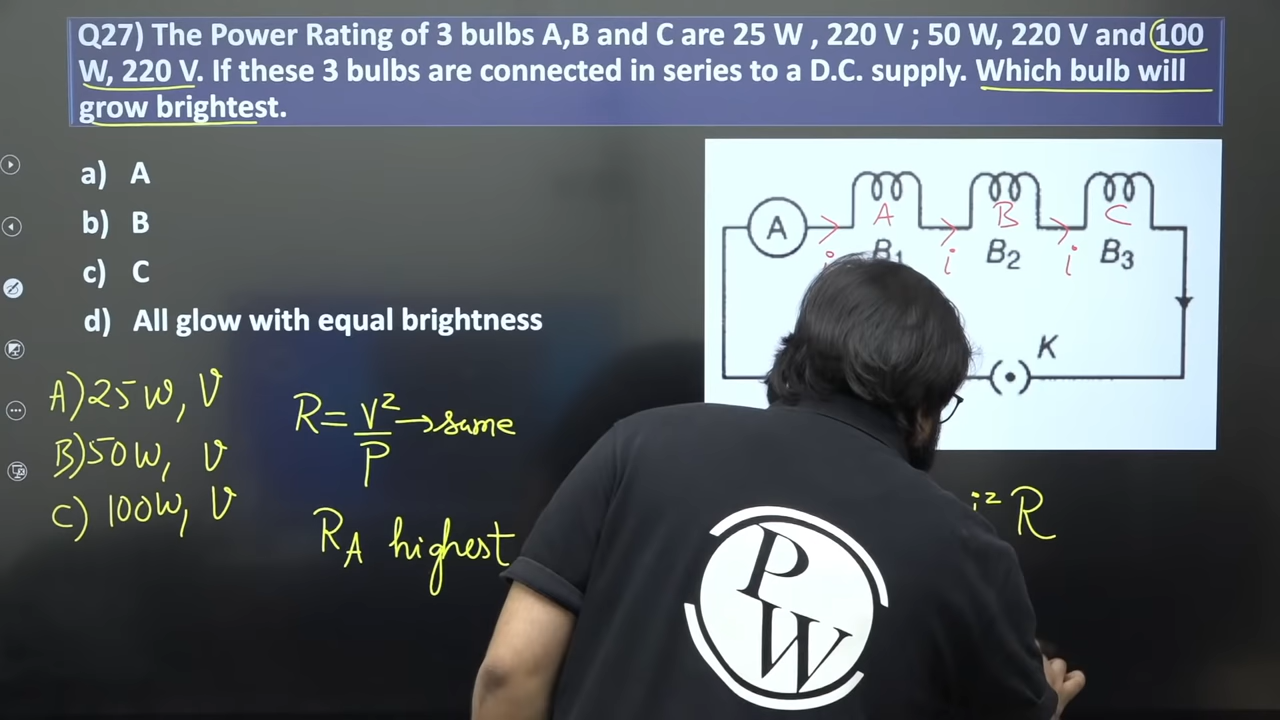 Q27) The Power Rating of 3 bulbs A,B and C are 25 W , 220 V ; 50 W, 220 V and 100
W, 220 V. If these 3 bulbs are connected in series to a D.C. supply. Which bulb will
grow brightest.
a) A
b) B
c) C
d) All glow with equal brightness
A A B C
i i
B2 B3
K
A) 25 W, V
B) 50 W, V
C) 100 W, V
R = V²/P → same
RA highest
i² R
PW